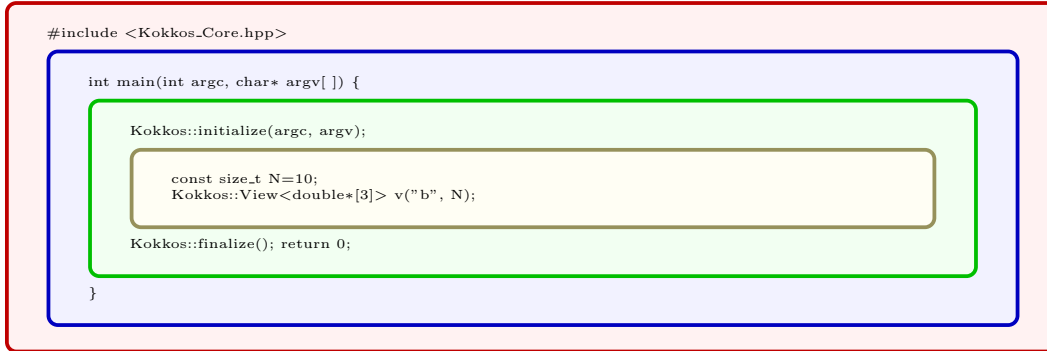 #include <Kokkos_Core.hpp>
int main(int argc, char* argv[ ]) {
Kokkos::initialize(argc, argv);
const size_t N=10;
Kokkos::View<double*[3]> v(”b”, N);
Kokkos::finalize(); return 0;
}